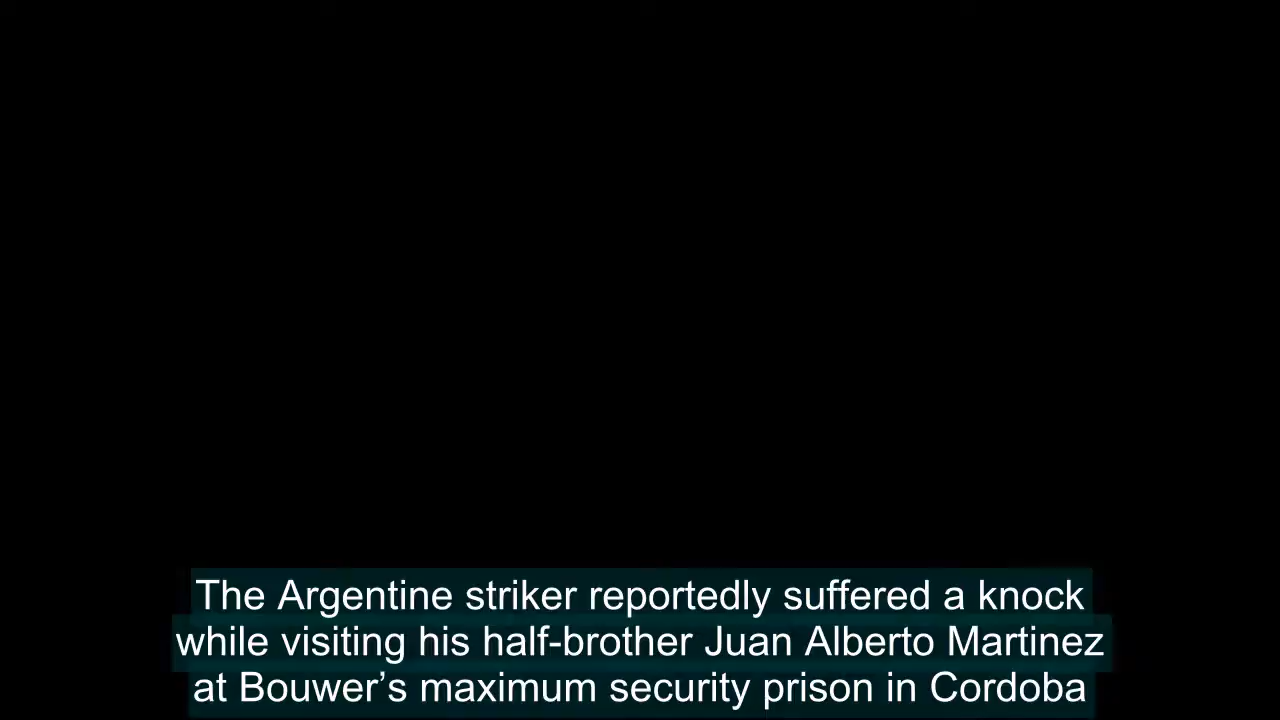 The Argentine striker reportedly suffered a knock
while visiting his half-brother Juan Alberto Martinez
at Bouwer’s maximum security prison in Cordoba